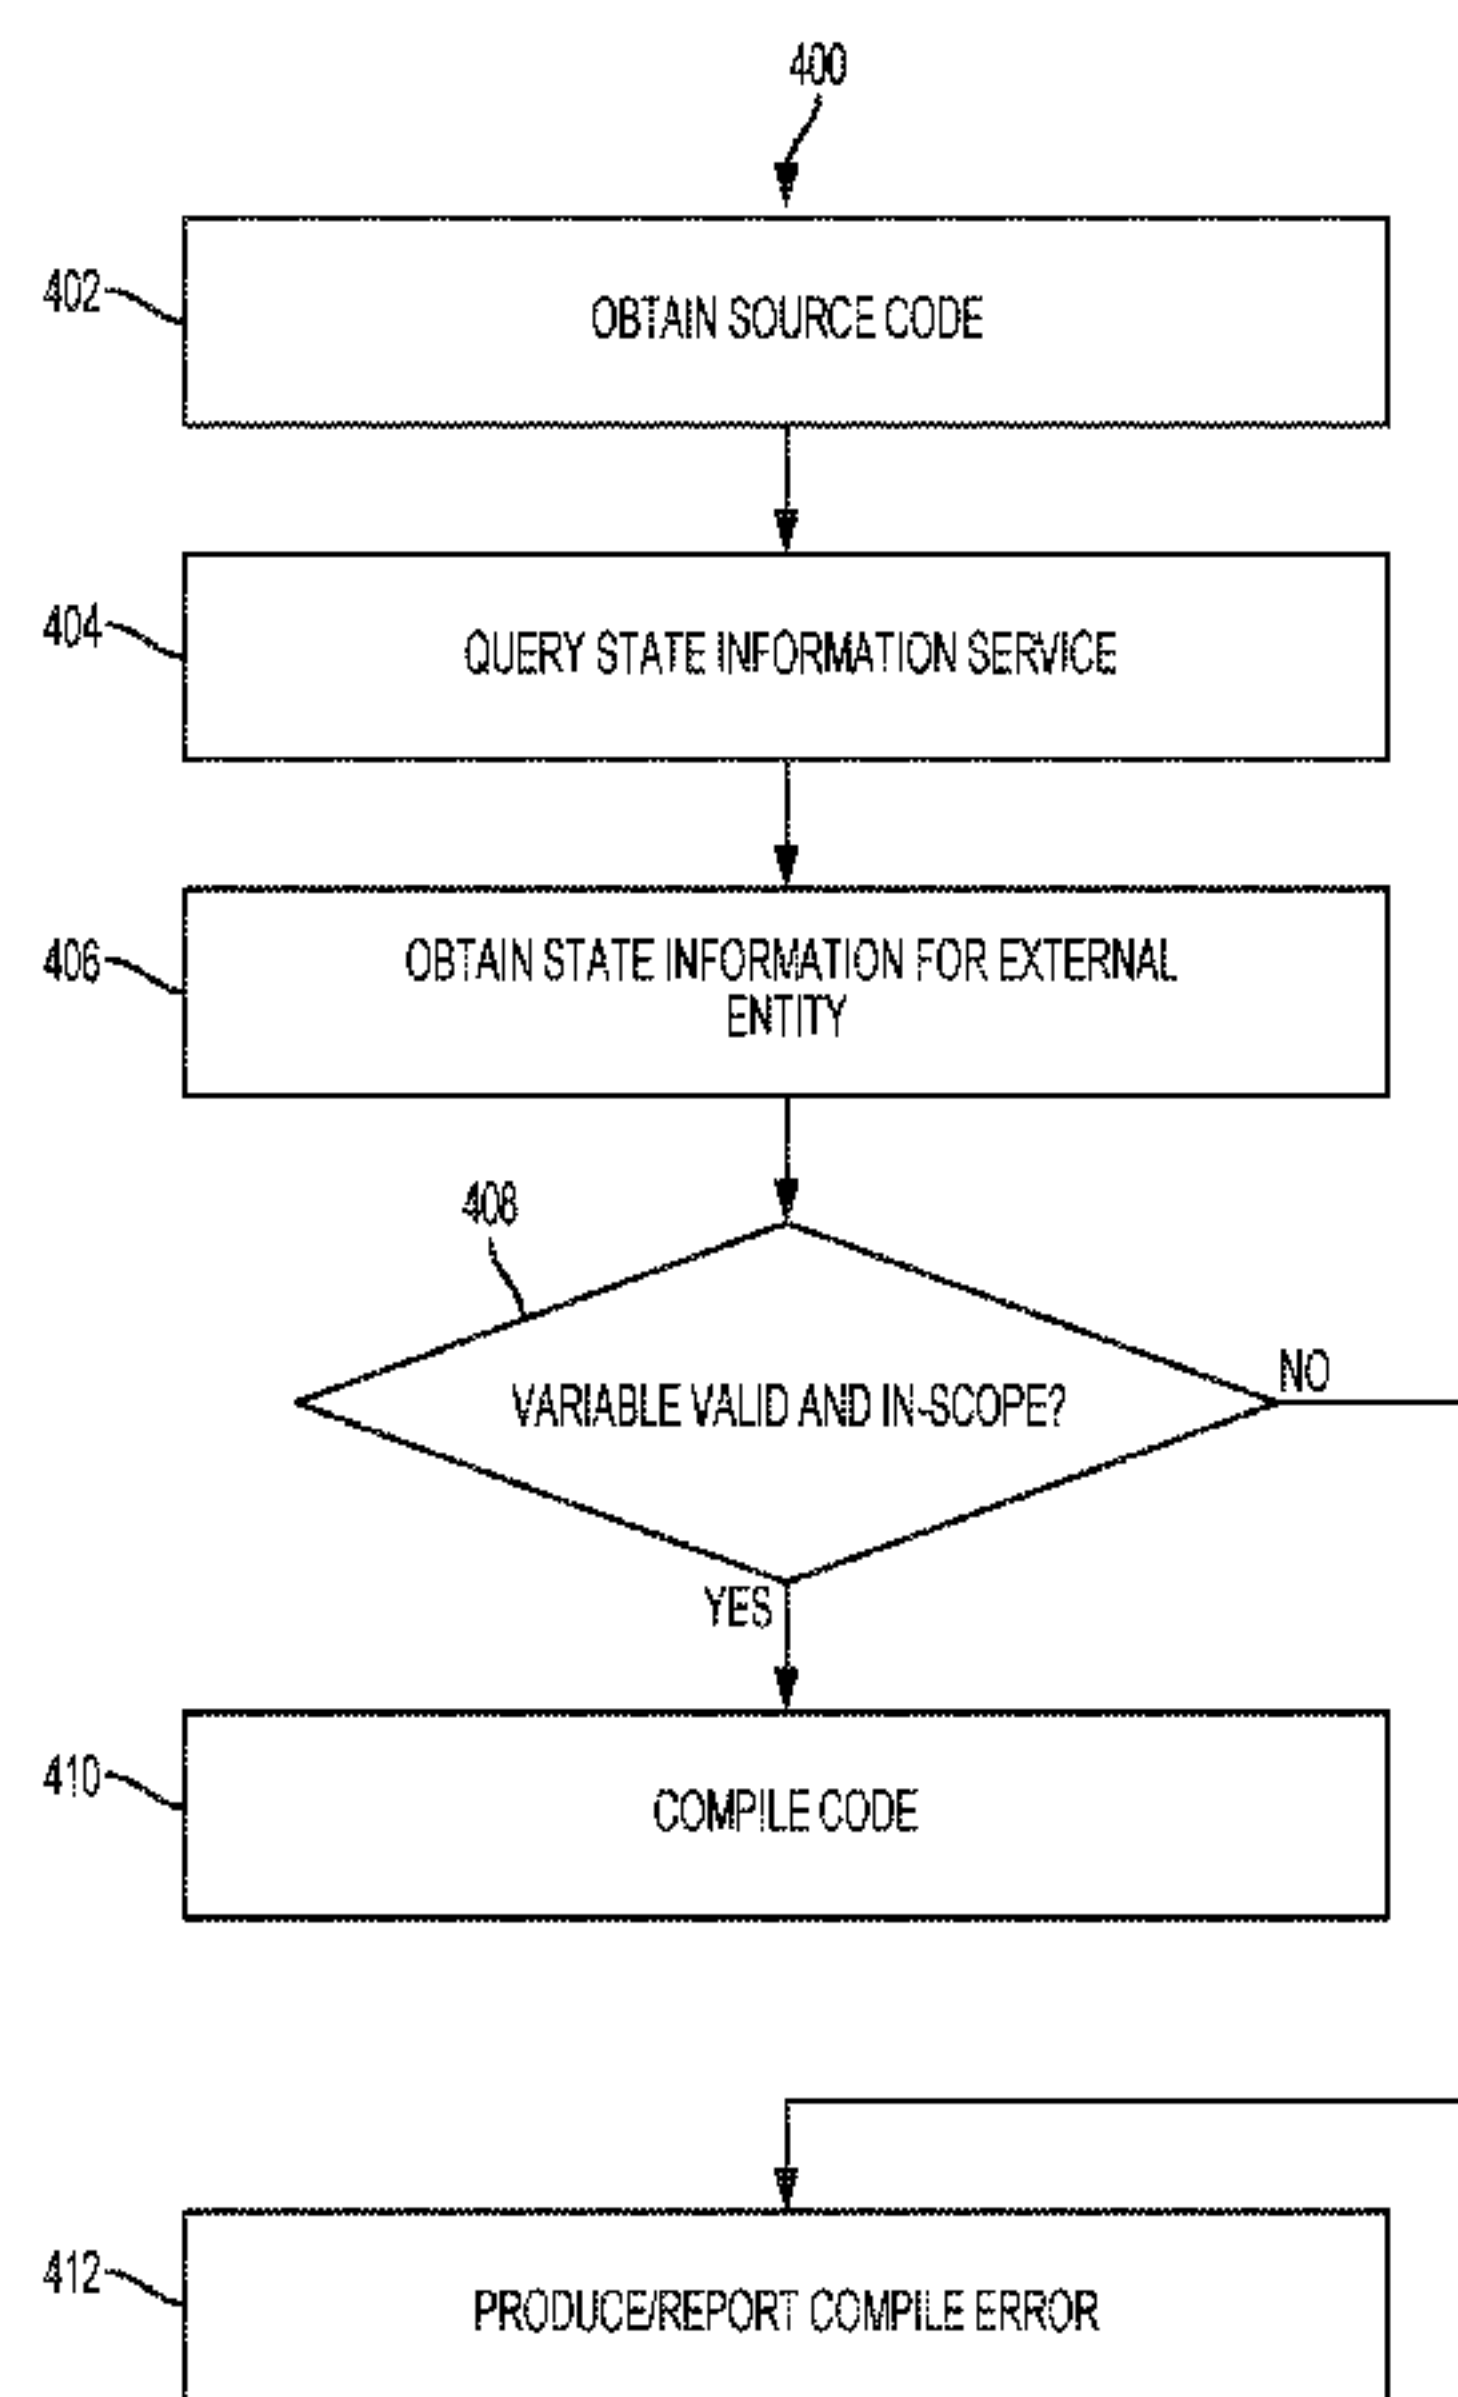 400
402
OBTAIN SOURCE CODE
404
QUERY STATE INFORMATION SERVICE
406
OBTAIN STATE INFORMATION FOR EXTERNAL
ENTITY
408
VARIABLE VALID AND IN-SCOPE?
NO
YES
410
COMPILE CODE
412
PRODUCE/REPORT COMPILE ERROR